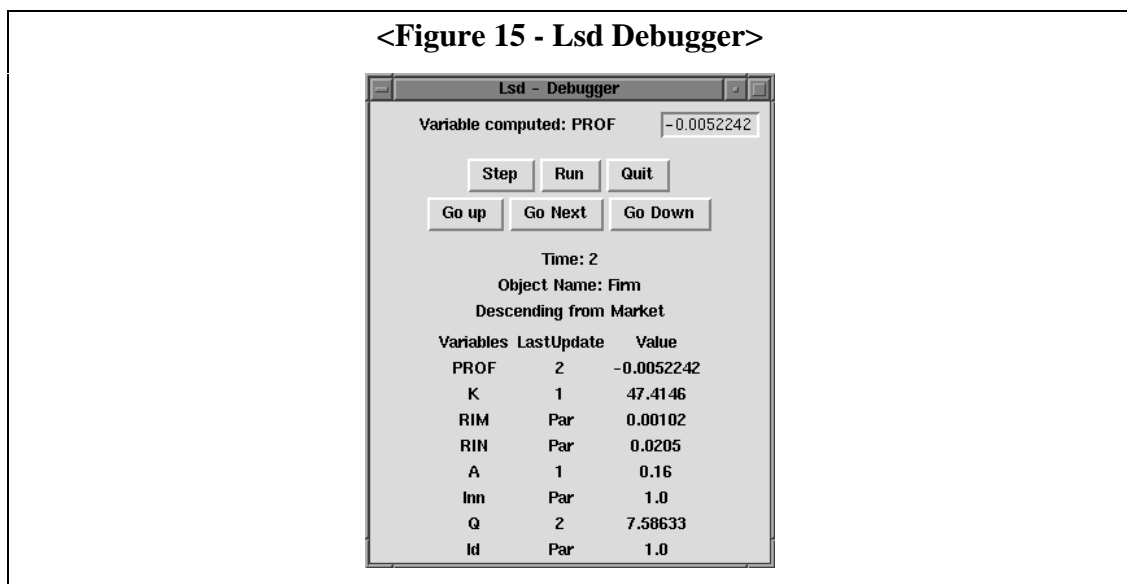 <Figure 15 - Lsd Debugger>
Lsd - Debugger
Variable computed: PROF -0.0052242
Step Run Quit
Go up Go Next Go Down
Time: 2
Object Name: Firm
Descending from Market
Variables LastUpdate Value
PROF 2 -0.0052242
K 1 47.4146
RIM Par 0.00102
RIN Par 0.0205
A 1 0.16
Inn Par 1.0
Q 2 7.58633
Id Par 1.0